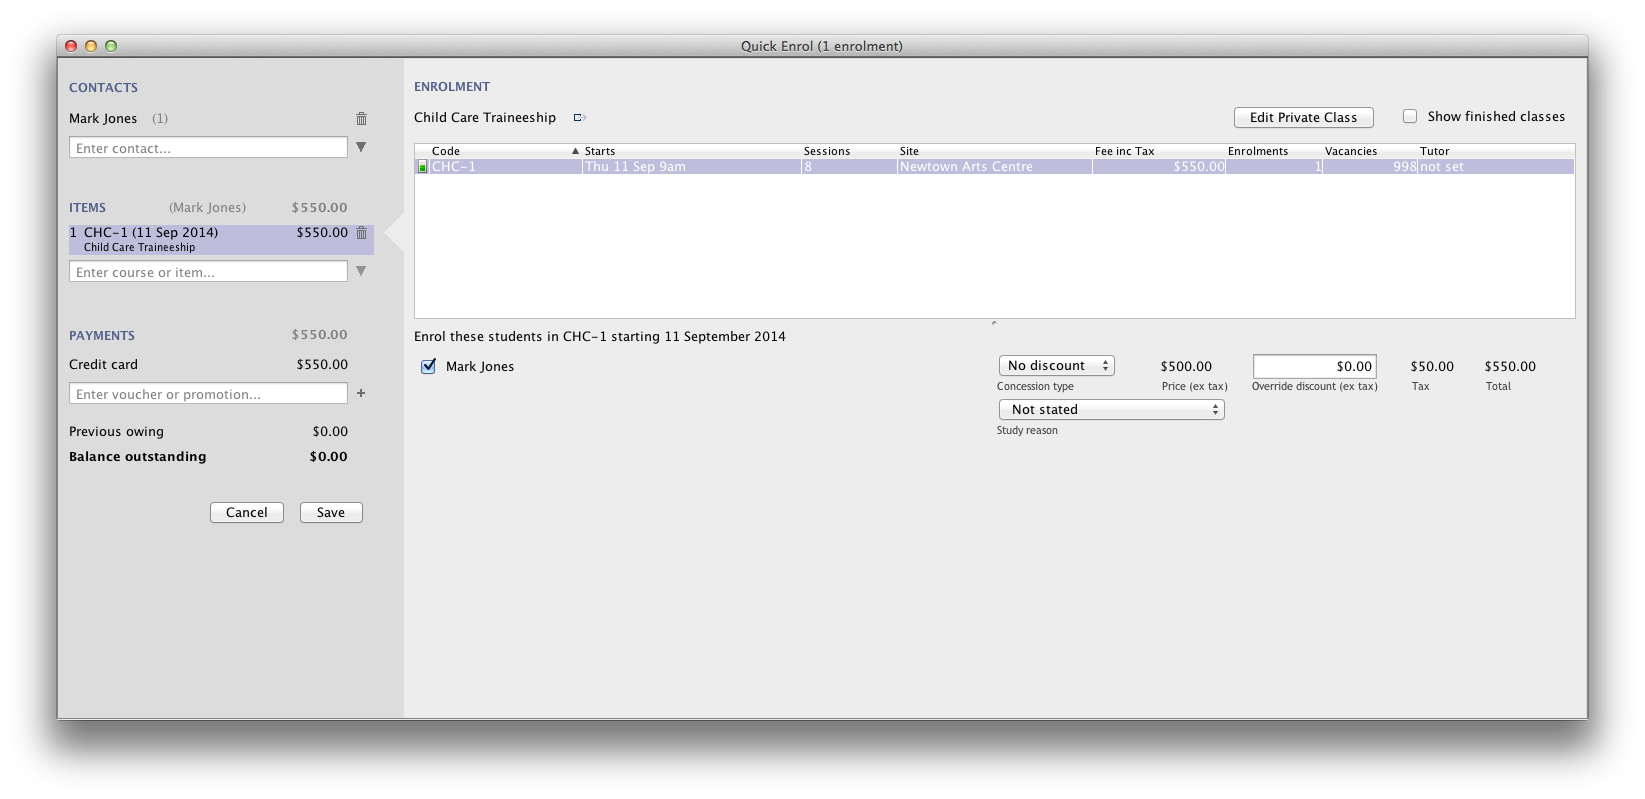 Quick Enrol (1 enrolment)
CONTACTS
Mark Jones (1)
Enter contact...
ITEMS (Mark Jones) $550.00
1 CHC-1 (11 Sep 2014) $550.00
Child Care Traineeship
Enter course or item...
PAYMENTS $550.00
Credit card $550.00
Enter voucher or promotion...
Previous owing $0.00
Balance outstanding $0.00
Cancel Save
ENROLMENT
Child Care Traineeship Edit Private Class Show finished classes
Code Starts Sessions Site Fee inc Tax Enrolments Vacancies Tutor
CHC-1 Thu 11 Sep 9am 8 Newtown Arts Centre $550.00 1 998 not set
Enrol these students in CHC-1 starting 11 September 2014
Mark Jones No discount $500.00 $0.00 $50.00 $550.00
Concession type Price (ex tax) Override discount (ex tax) Tax Total
Not stated
Study reason